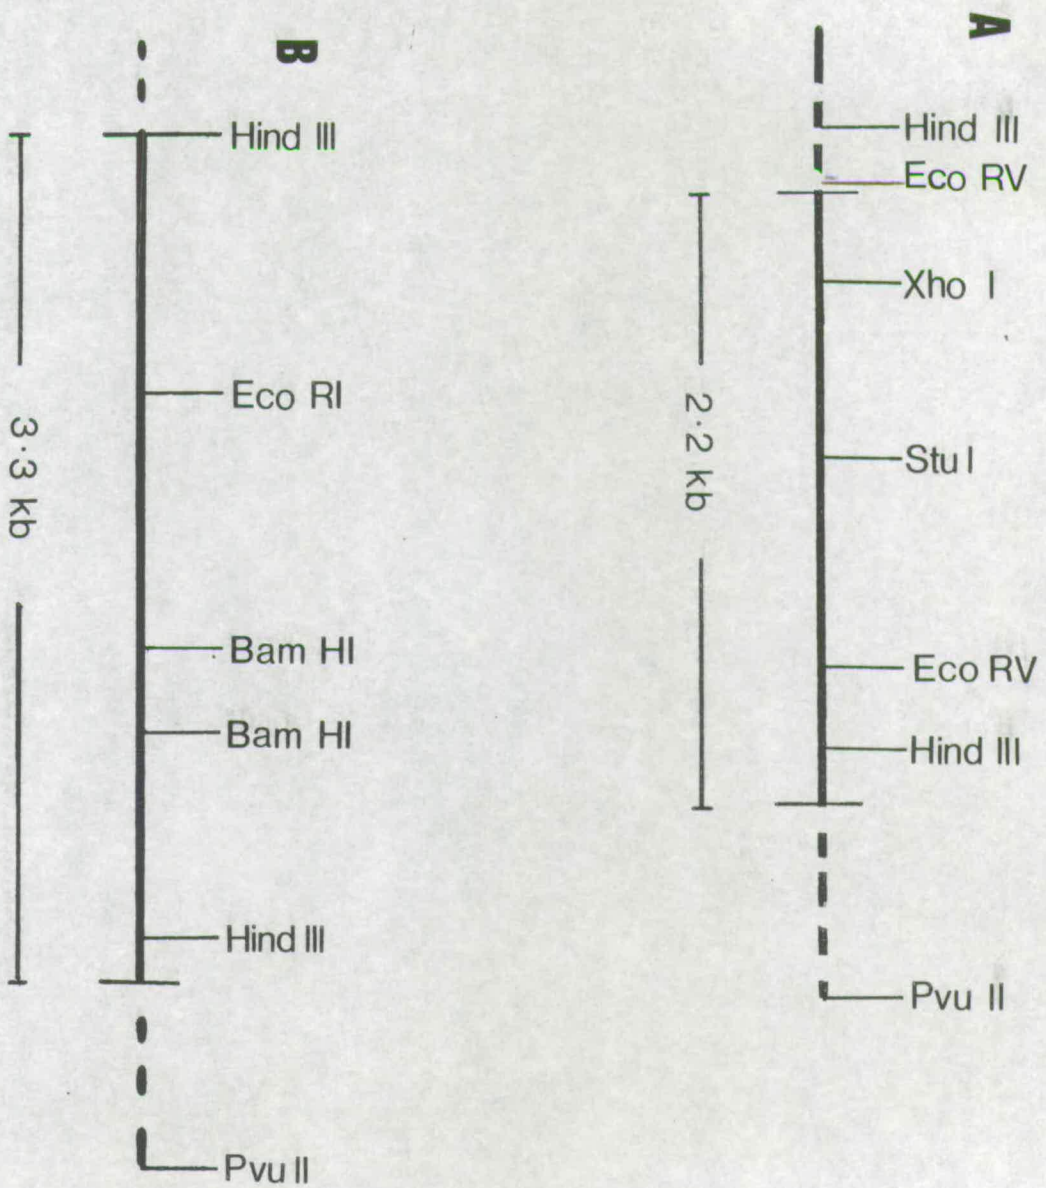 A
Hind III
Eco RV
Xho I
Stu I
Eco RV
Hind III
Pvu II
2·2 kb
B
Hind III
Eco RI
Bam HI
Bam HI
Hind III
Pvu II
3·3 kb